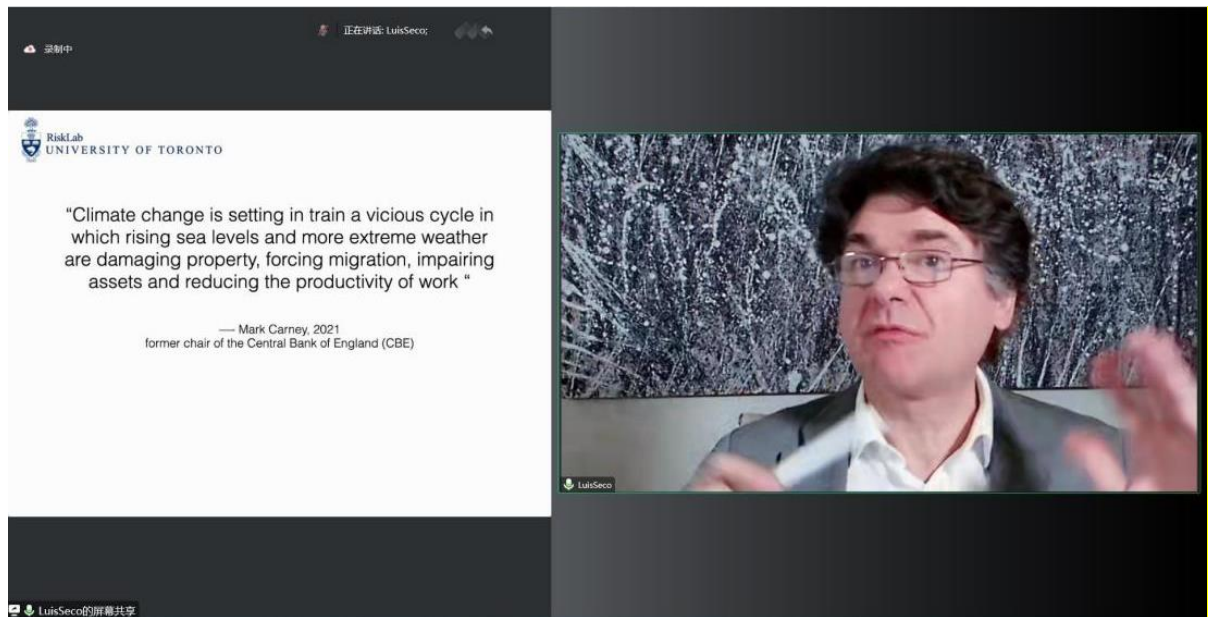 正在讲话: LuisSeco;
录制中
RiskLab
UNIVERSITY OF TORONTO
“Climate change is setting in train a vicious cycle in
which rising sea levels and more extreme weather
are damaging property, forcing migration, impairing
assets and reducing the productivity of work “
— Mark Carney, 2021
former chair of the Central Bank of England (CBE)
LuisSeco
LuisSeco的屏幕共享